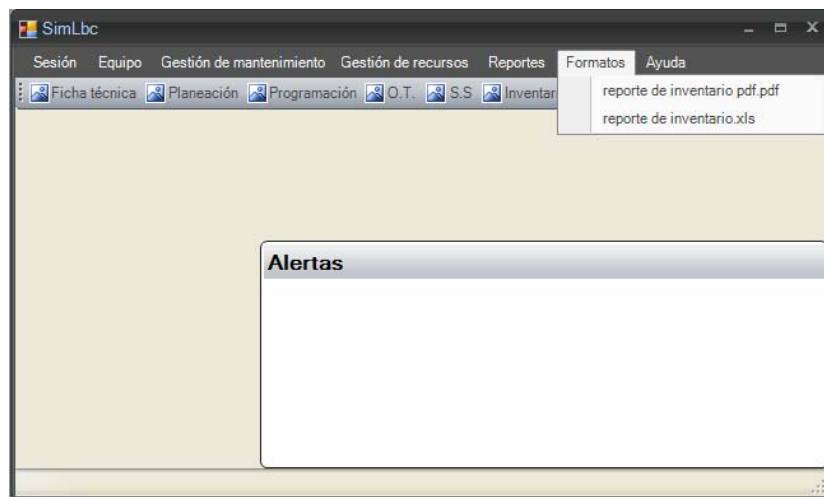 SimLbc
Sesión Equipo Gestión de mantenimiento Gestión de recursos Reportes Formatos Ayuda
Ficha técnica Planeación Programación O.T. S.S Inventar
reporte de inventario pdf.pdf
reporte de inventario.xls
Alertas